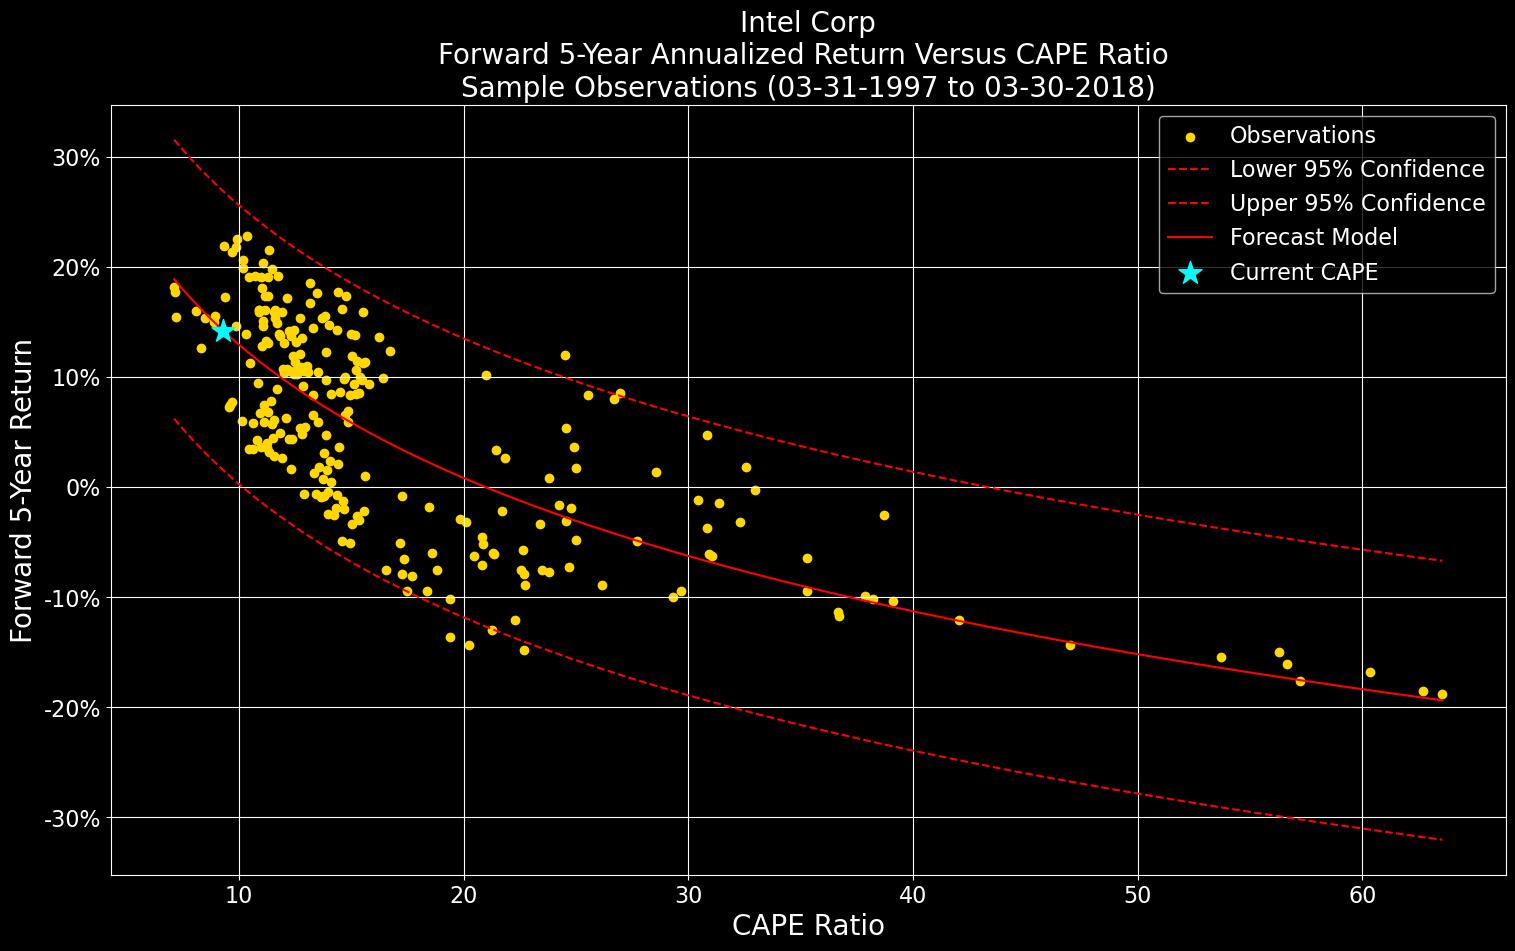 Intel Corp
Forward 5-Year Annualized Return Versus CAPE Ratio
Sample Observations (03-31-1997 to 03-30-2018)
Observations
Lower 95% Confidence
Upper 95% Confidence
Forecast Model
Current CAPE
Forward 5-Year Return
30%
20%
10%
0%
-10%
-20%
-30%
10 20 30 40 50 60
CAPE Ratio